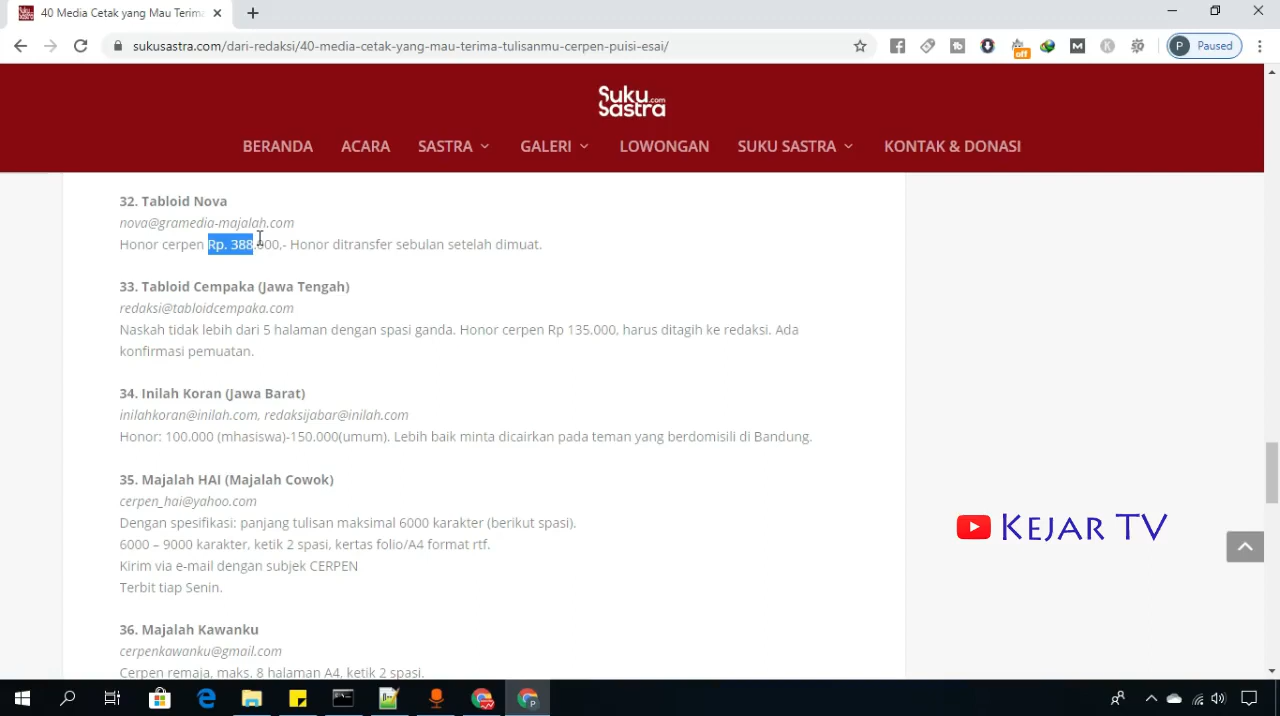 40 Media Cetak yang Mau Terima
sukusastra.com/dari-redaksi/40-media-cetak-yang-mau-terima-tulisanmu-cerpen-puisi-esai/
off
P Paused
Suku.com
Sastra
BERANDA ACARA SASTRA GALERI LOWONGAN SUKU SASTRA KONTAK & DONASI
32. Tabloid Nova
nova@gramedia-majalah.com
Honor cerpen Rp. 388.800,- Honor ditransfer sebulan setelah dimuat.
33. Tabloid Cempaka (Jawa Tengah)
redaksi@tabloidcempaka.com
Naskah tidak lebih dari 5 halaman dengan spasi ganda. Honor cerpen Rp 135.000, harus ditagih ke redaksi. Ada
konfirmasi pemuatan.
34. Inilah Koran (Jawa Barat)
inilahkoran@inilah.com, redaksijabar@inilah.com
Honor: 100.000 (mhasiswa)-150.000(umum). Lebih baik minta dicairkan pada teman yang berdomisili di Bandung.
35. Majalah HAI (Majalah Cowok)
cerpen_hai@yahoo.com
Dengan spesifikasi: panjang tulisan maksimal 6000 karakter (berikut spasi).
6000 – 9000 karakter, ketik 2 spasi, kertas folio/A4 format rtf.
Kirim via e-mail dengan subjek CERPEN
Terbit tiap Senin.
KEJAR TV
36. Majalah Kawanku
cerpenkawanku@gmail.com
Cerpen remaja, maks. 8 halaman A4, ketik 2 spasi.